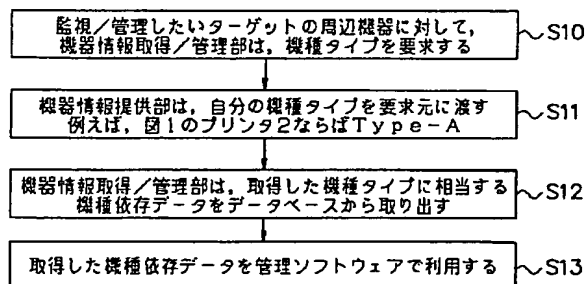 監視/管理したいターゲットの周辺機器に対して,
機器情報取得/管理部は,機種タイプを要求する
S10
機器情報提供部は,自分の機種タイプを要求元に渡す
例えば,図1のプリンタ2ならばType-A
S11
機器情報取得/管理部は,取得した機種タイプに相当する
機種依存データをデータベースから取り出す
S12
取得した機種依存データを管理ソフトウェアで利用する
S13